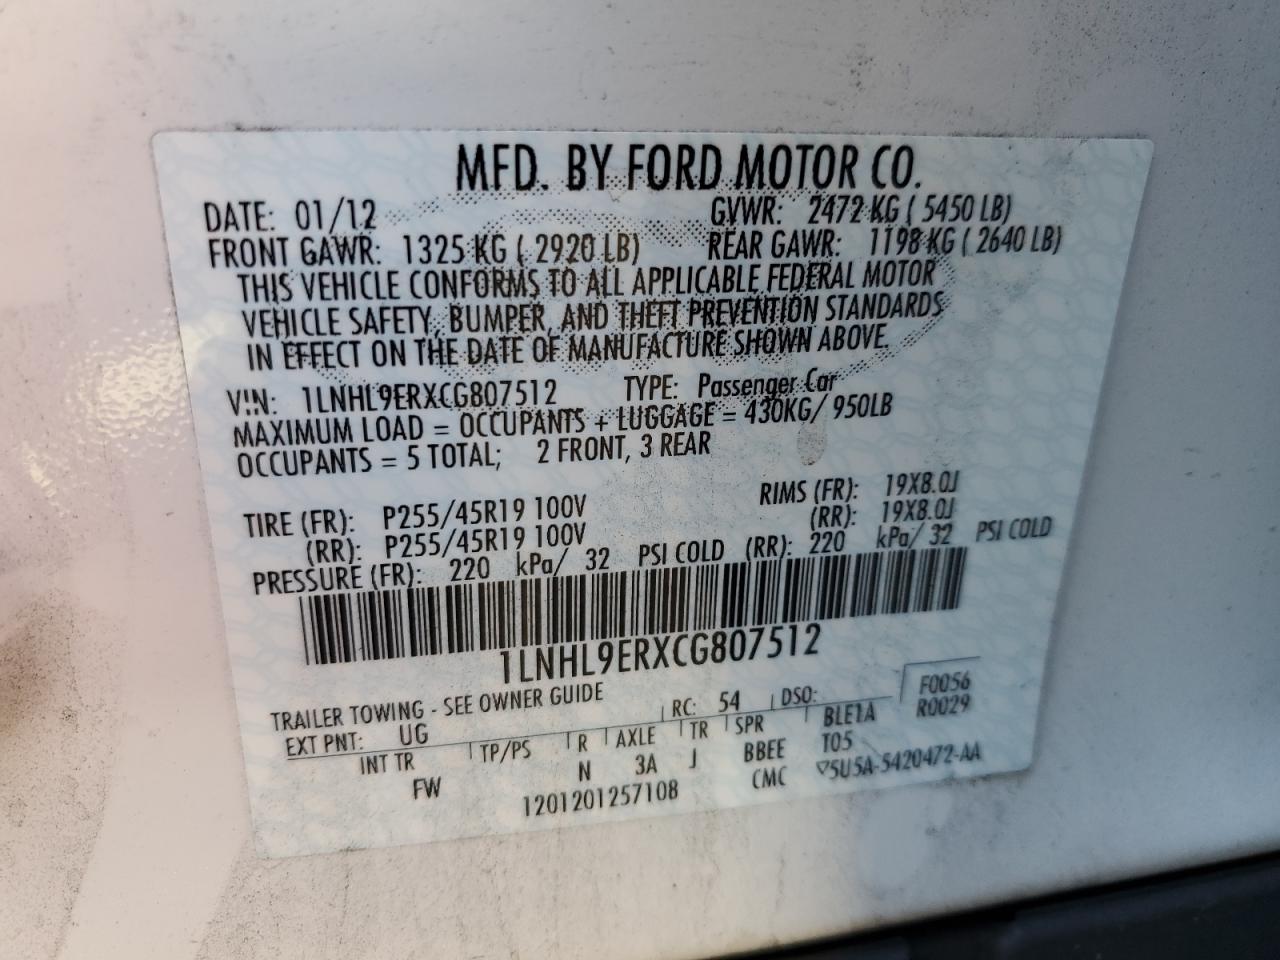 MFD. BY FORD MOTOR CO.
DATE: 01/12 GVWR: 2472 KG ( 5450 LB)
FRONT GAWR: 1325 KG ( 2920 LB) REAR GAWR: 1198 KG ( 2640 LB)
THIS VEHICLE CONFORMS TO ALL APPLICABLE FEDERAL MOTOR
VEHICLE SAFETY, BUMPER, AND THEFT PREVENTION STANDARDS
IN EFFECT ON THE DATE OF MANUFACTURE SHOWN ABOVE.
VIN: 1LNHL9ERXCG807512 TYPE: Passenger Car
MAXIMUM LOAD = OCCUPANTS + LUGGAGE = 430KG/ 950LB
OCCUPANTS = 5 TOTAL; 2 FRONT, 3 REAR
TIRE (FR): P255/45R19 100V RIMS (FR): 19X8.0J
(RR): P255/45R19 100V (RR): 19X8.0J
PRESSURE (FR): 220 kPa/ 32 PSI COLD (RR): 220 kPa/ 32 PSI COLD
1LNHL9ERXCG807512
TRAILER TOWING - SEE OWNER GUIDE F0056
EXT PNT: UG RC: 54 DSO: R0029
INT TR TP/PS R AXLE TR SPR BLE1A
FW N 3A J BBEE T05
1201201257108 CMC ▽5U5A-5420472-AA